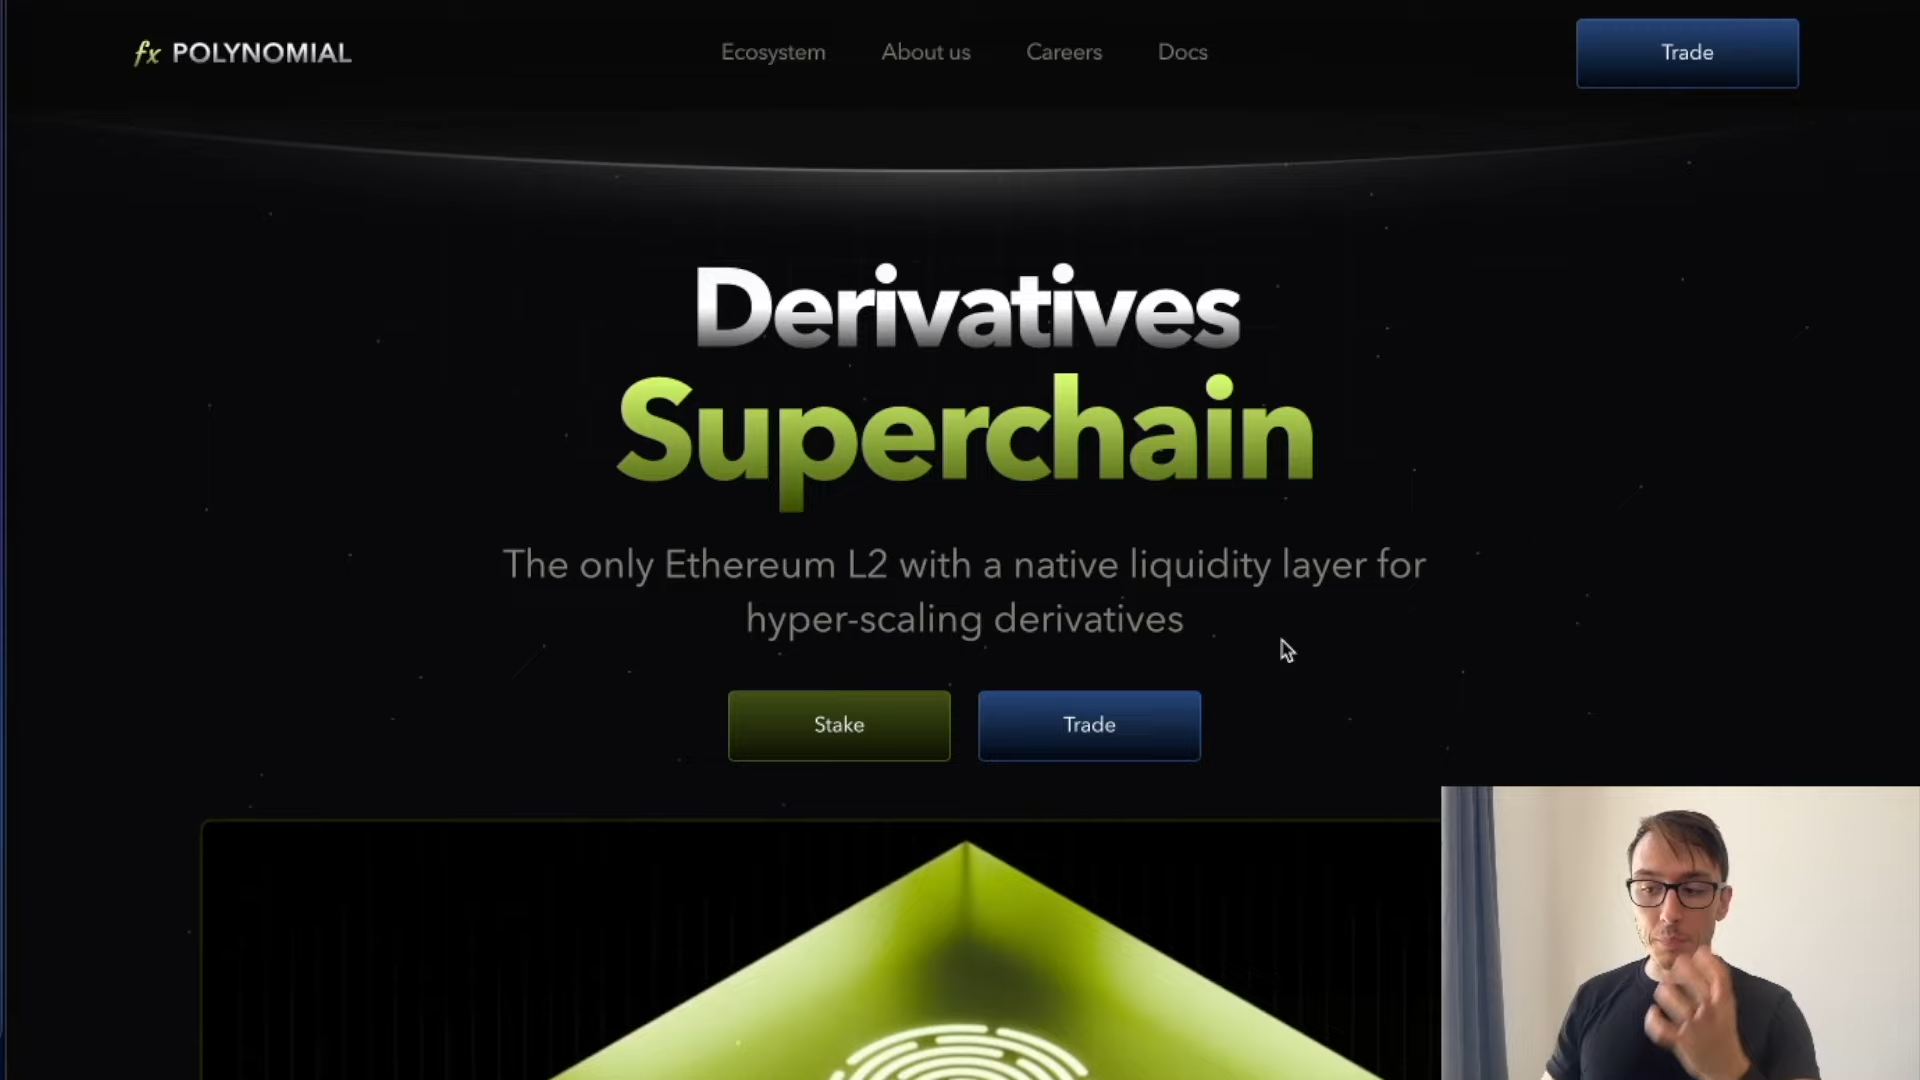 fx POLYNOMIAL
Ecosystem
About us
Careers
Docs
Trade
Derivatives
Superchain
The only Ethereum L2 with a native liquidity layer for
hyper-scaling derivatives
Stake
Trade